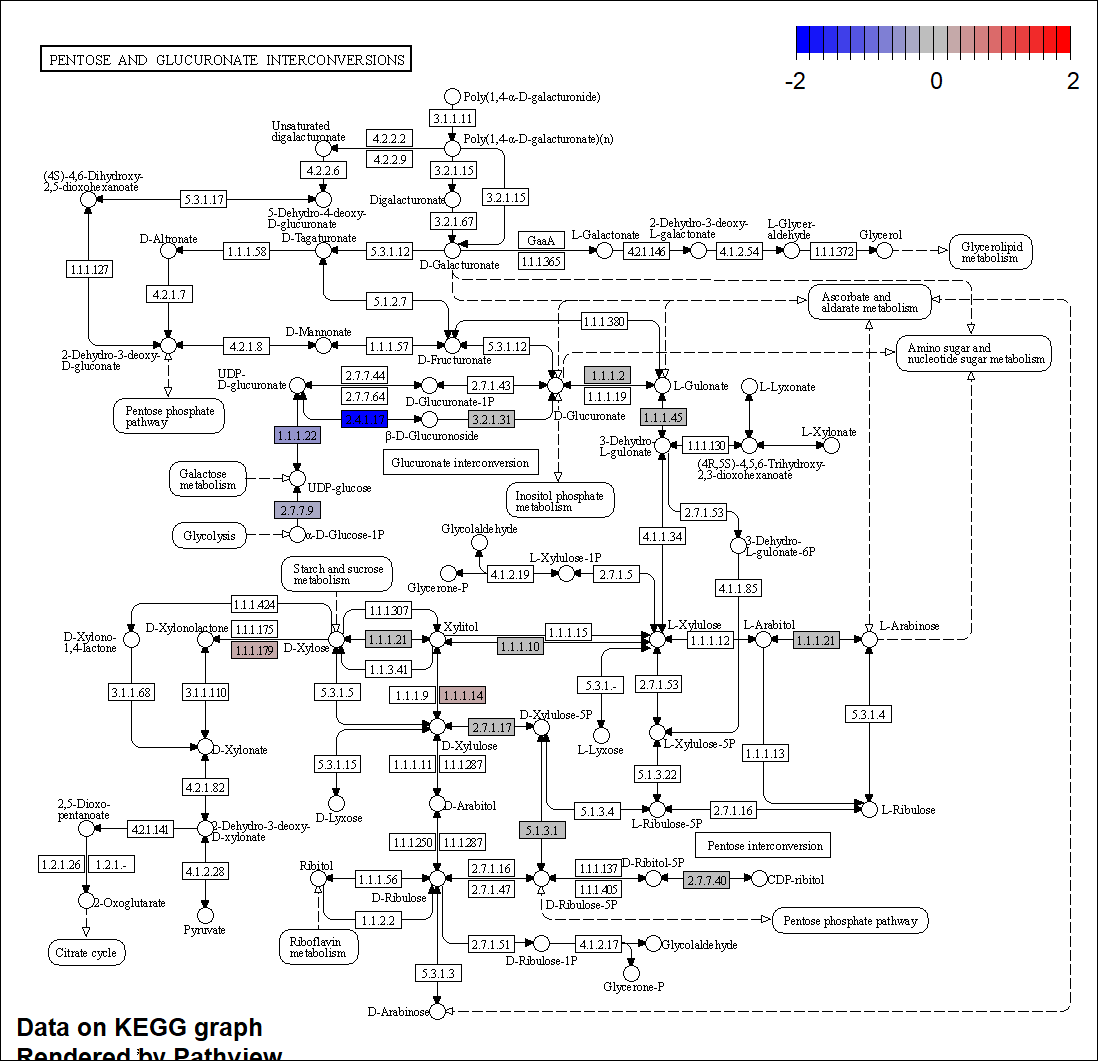 PENTOSE AND GLUCURONATE INTERCONVERSIONS
-2
0
2
Poly(1,4-α-D-galacturonide)
3.1.1.11
Unsaturated
digalacturonate
4.2.2.2
Poly(1,4-α-D-galacturonate)(n)
4.2.2.9
4.2.2.6
3.2.1.15
(4S)-4,6-Dihydroxy-
2,5-dioxohexanoate
5.3.1.17
Digalacturonate
3.2.1.15
5-Dehydro-4-deoxy-
D-glucuronate
3.2.1.67
D-Altronate
D-Tagaturonate
1.1.1.58
5.3.1.12
D-Galacturonate
GaaA
1.1.1.365
L-Galactonate
4.2.1.146
2-Dehydro-3-deoxy-
L-galactonate
4.1.2.54
L-Glycer-
aldehyde
1.1.1.372
Glycerol
Glycerolipid
metabolism
1.1.1.127
4.2.1.7
5.1.2.7
Ascorbate and
aldarate metabolism
1.1.1.380
2-Dehydro-3-deoxy-
D-gluconate
4.2.1.8
D-Mannonate
1.1.1.57
D-Fructuronate
5.3.1.12
Amino sugar and
nucleotide sugar metabolism
Pentose phosphate
pathway
UDP-
D-glucuronate
2.7.7.44
2.7.7.64
D-Glucuronate-1P
2.7.1.43
1.1.1.2
1.1.1.19
D-Glucuronate
L-Gulonate
L-Lyxonate
3.2.1.31
β-D-Glucuronoside
1.1.1.45
1.1.1.22
Glucuronate interconversion
3-Dehydro-
L-gulonate
1.1.1.130
L-Xylonate
(4R,5S)-4,5,6-Trihydroxy-
2,3-dioxohexanoate
Galactose
metabolism
UDP-glucose
Inositol phosphate
metabolism
2.7.7.9
2.7.1.53
Glycolysis
α-D-Glucose-1P
Glycolaldehyde
4.1.1.34
3-Dehydro-
L-gulonate-6P
Starch and sucrose
metabolism
Glycerone-P
4.1.2.19
L-Xylulose-1P
2.7.1.5
4.1.1.85
1.1.1.424
1.1.1.307
D-Xylono-
1,4-lactone
D-Xylonolactone
1.1.1.175
1.1.1.179
D-Xylose
1.1.1.21
Xylitol
1.1.1.15
1.1.1.10
L-Xylulose
1.1.1.12
L-Arabitol
1.1.1.21
L-Arabinose
1.1.3.41
3.1.1.68
3.1.1.110
5.3.1.5
1.1.1.9
1.1.1.14
5.3.1.-
2.7.1.53
5.3.1.4
D-Xylonate
D-Xylulose
2.7.1.17
D-Xylulose-5P
L-Lyxose
L-Xylulose-5P
5.3.1.15
1.1.1.11
1.1.1.287
1.1.1.13
5.1.3.22
4.2.1.82
D-Lyxose
D-Arabitol
5.1.3.4
L-Ribulose-5P
2.7.1.16
L-Ribulose
2,5-Dioxo-
pentanoate
4.2.1.141
2-Dehydro-3-deoxy-
D-xylonate
1.1.1.250
1.1.1.287
5.1.3.1
Pentose interconversion
1.2.1.26
1.2.1.-
4.1.2.28
Ribitol
1.1.1.56
D-Ribulose
2.7.1.16
2.7.1.47
D-Ribulose-5P
1.1.1.137
1.1.1.405
D-Ribitol-5P
2.7.7.40
CDP-ribitol
2-Oxoglutarate
Pyruvate
1.1.2.2
Pentose phosphate pathway
Citrate cycle
Riboflavin
metabolism
2.7.1.51
D-Ribulose-1P
4.1.2.17
Glycolaldehyde
5.3.1.3
Glycerone-P
D-Arabinose
Data on KEGG graph
Rendered by Pathview